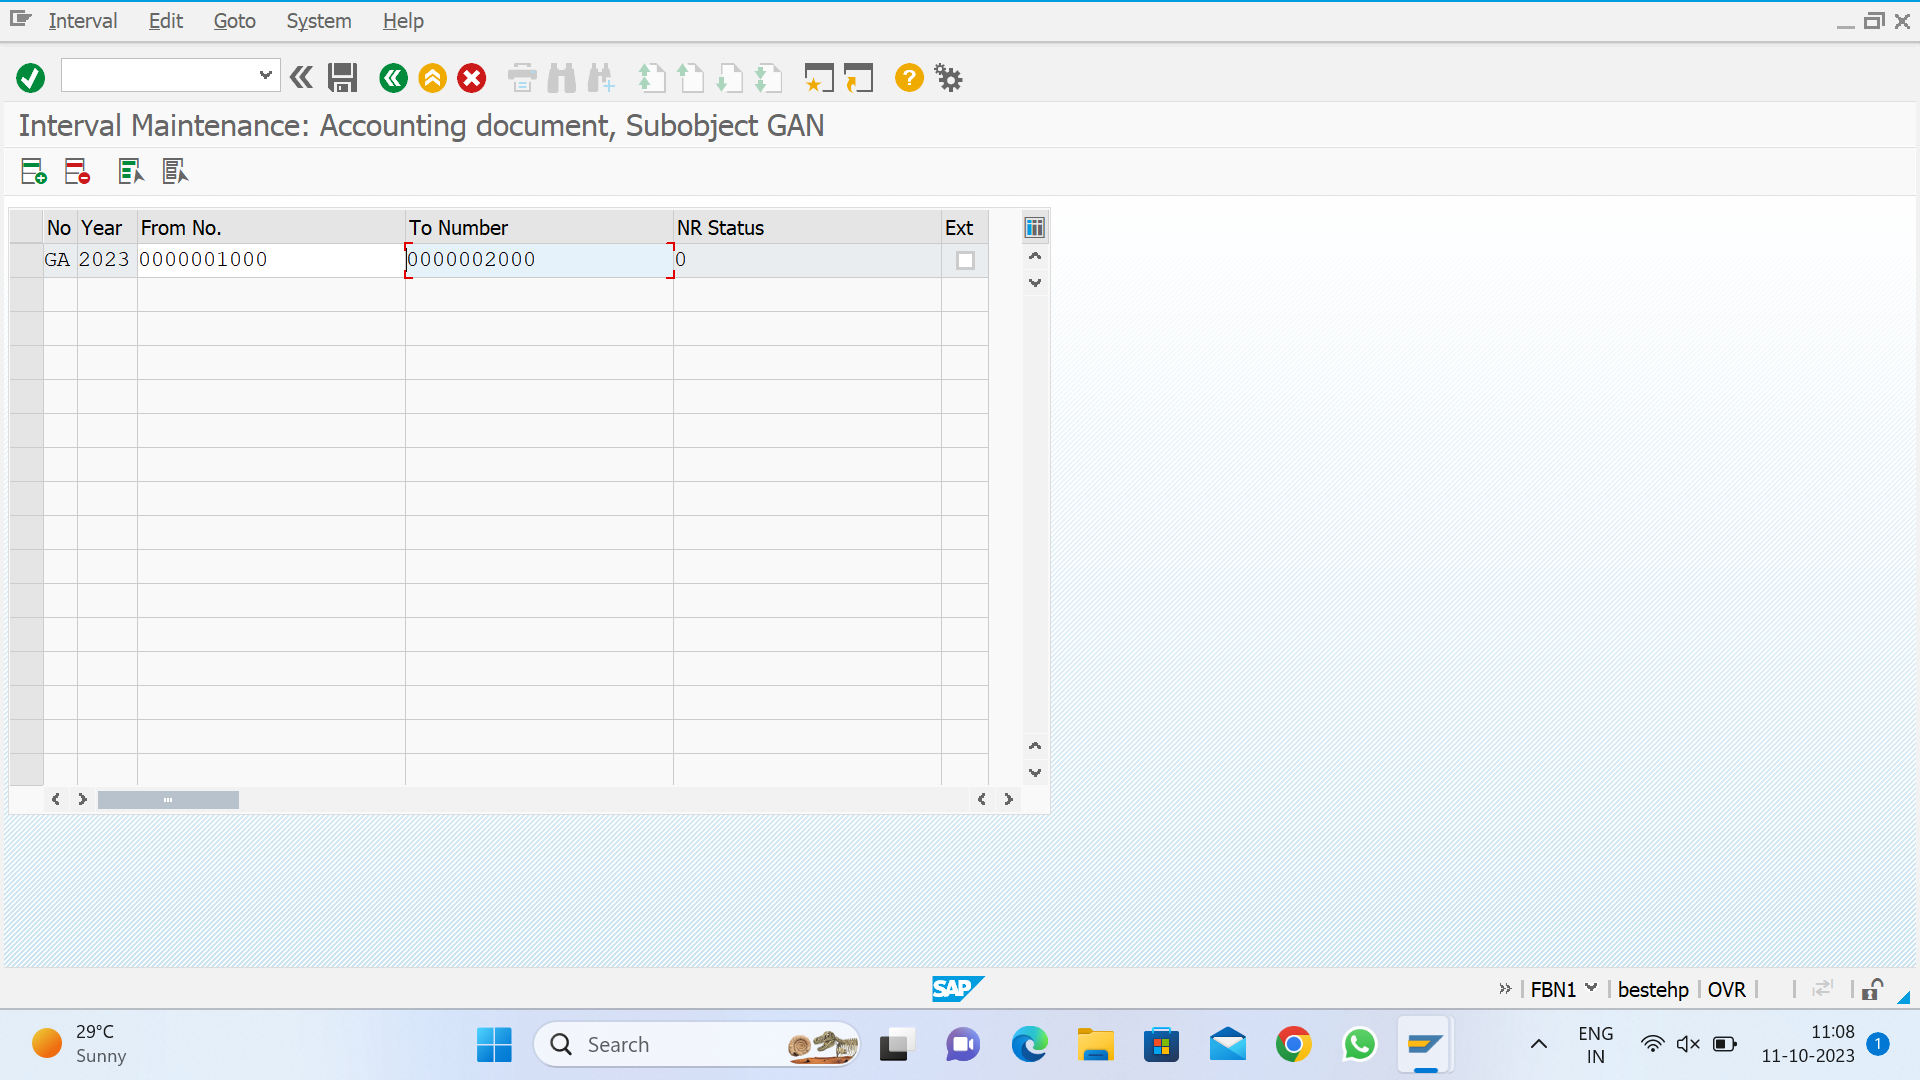 Interval Edit Goto System Help
Interval Maintenance: Accounting document, Subobject GAN
No Year From No. To Number NR Status Ext
GA 2023 0000001000 0000002000 0
SAP
FBN1 bestehp OVR
29°C
Sunny
Search
ENG
IN
11:08
11-10-2023
1